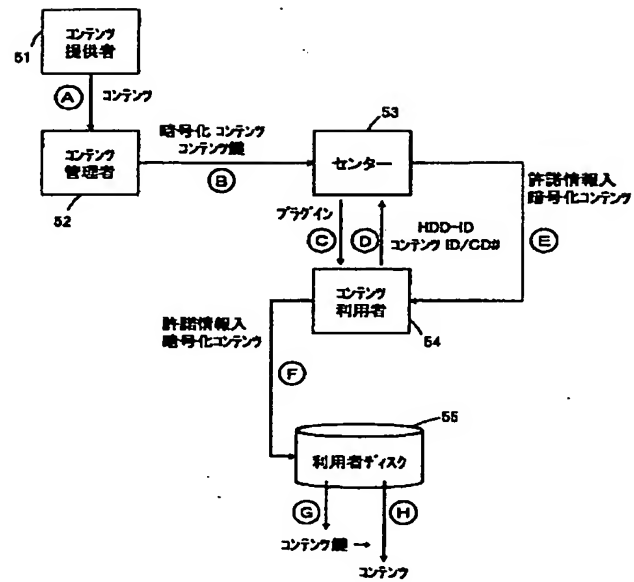 コンテンツ
提供者
51
A
コンテンツ
コンテンツ
管理者
52
暗号化 コンテンツ
コンテンツ鍵
B
53
センター
プラグイン
C
D
HDD-ID
コンテンツ ID/CD#
許諾情報入
暗号化コンテンツ
E
コンテンツ
利用者
54
許諾情報入
暗号化コンテンツ
F
55
利用者ディスク
G
H
コンテンツ鍵 →
コンテンツ